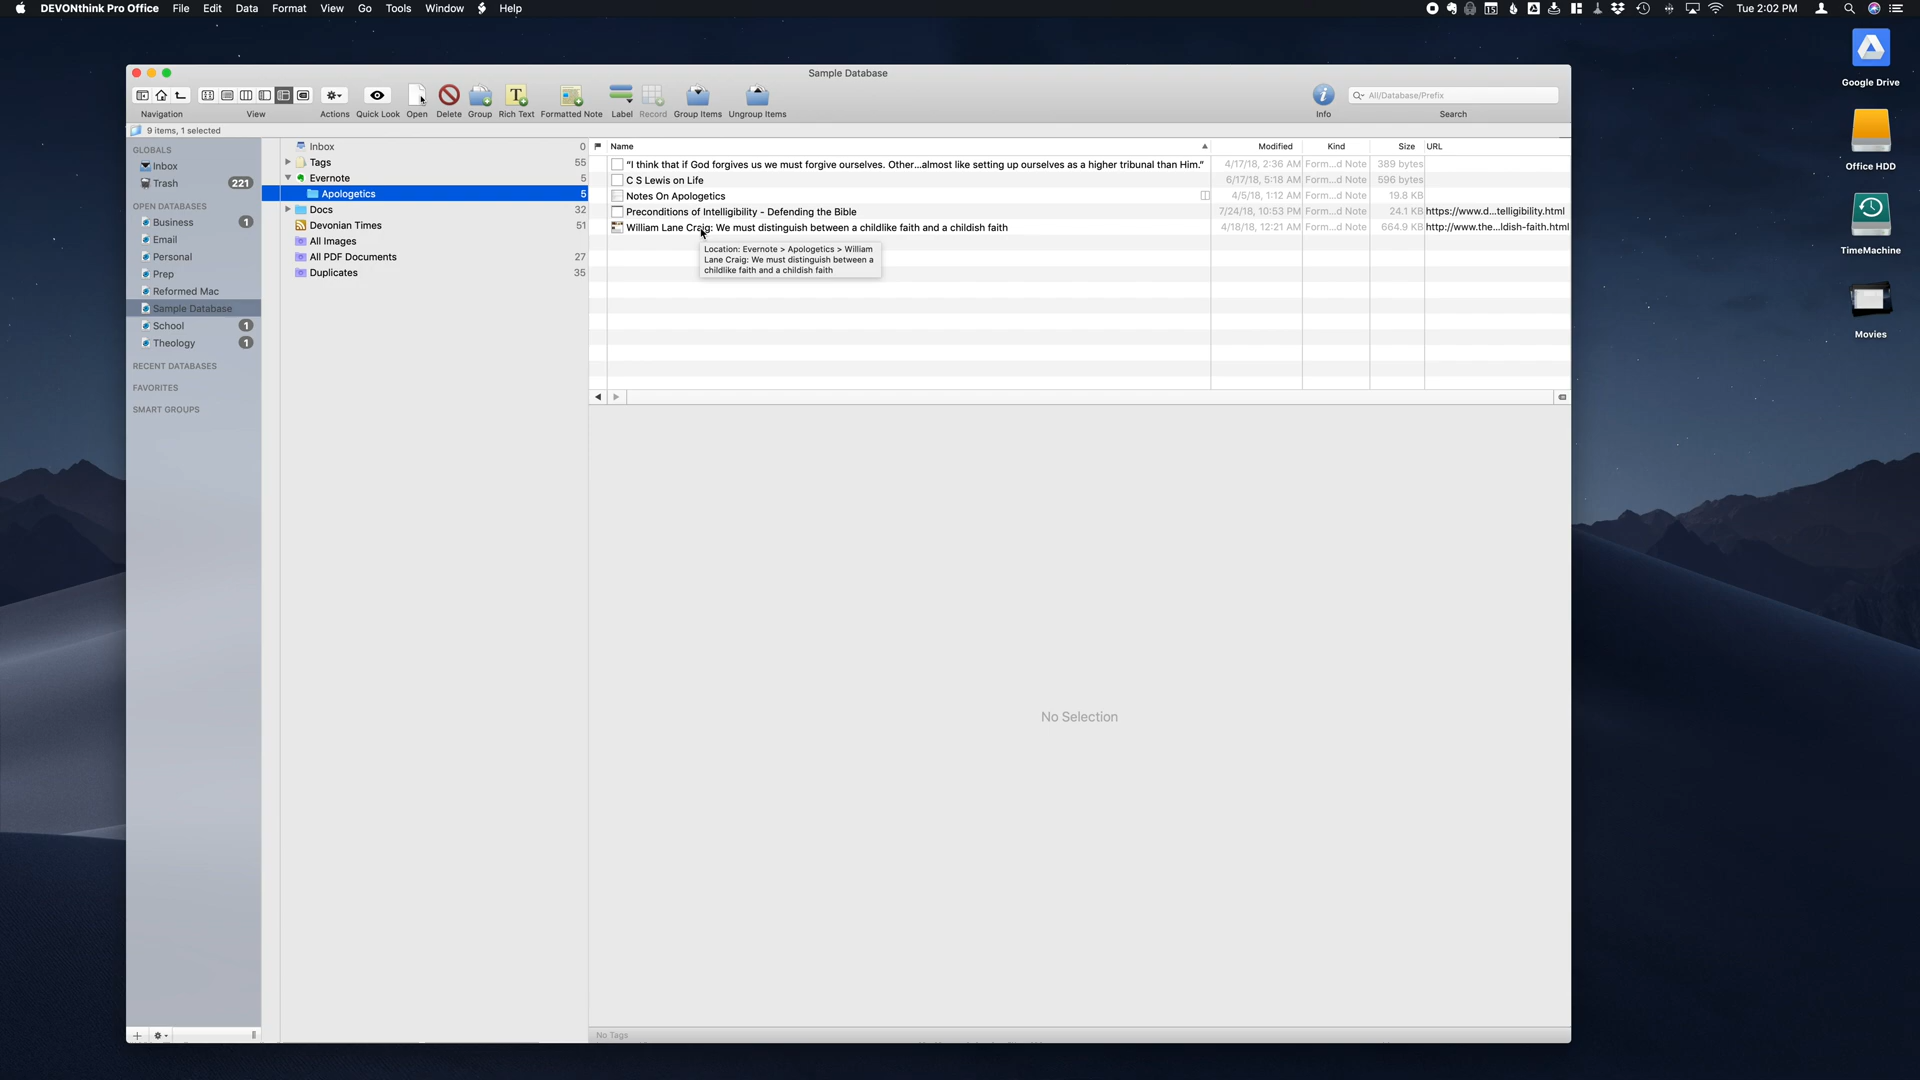 DEVONthink Pro Office File Edit Data Format View Go Tools Window Help
15
Tue 2:02 PM
Google Drive
Office HDD
TimeMachine
Movies
Sample Database
Navigation View Actions Quick Look Open Delete Group Rich Text Formatted Note Label Record Group Items Ungroup Items Info Search
All/Database/Prefix
9 items, 1 selected
GLOBALS
Inbox
Trash 221
OPEN DATABASES
Business 1
Email
Personal
Prep
Reformed Mac
Sample Database
School 1
Theology 1
RECENT DATABASES
FAVORITES
SMART GROUPS
Inbox 0
Tags 55
Evernote 5
Apologetics 5
Docs 32
Devonian Times 51
All Images
All PDF Documents 27
Duplicates 35
Name Modified Kind Size URL
"I think that if God forgives us we must forgive ourselves. Other...almost like setting up ourselves as a higher tribunal than Him." 4/17/18, 2:36 AM Form...d Note 389 bytes
C S Lewis on Life 6/17/18, 5:18 AM Form...d Note 596 bytes
Notes On Apologetics 4/5/18, 1:12 AM Form...d Note 19.8 KB
Preconditions of Intelligibility - Defending the Bible 7/24/18, 10:53 PM Form...d Note 24.1 KB https://www.d...telligibility.html
William Lane Craig: We must distinguish between a childlike faith and a childish faith 4/18/18, 12:21 AM Form...d Note 664.9 KB http://www.the...ldish-faith.html
Location: Evernote > Apologetics > William
Lane Craig: We must distinguish between a
childlike faith and a childish faith
No Selection
No Tags